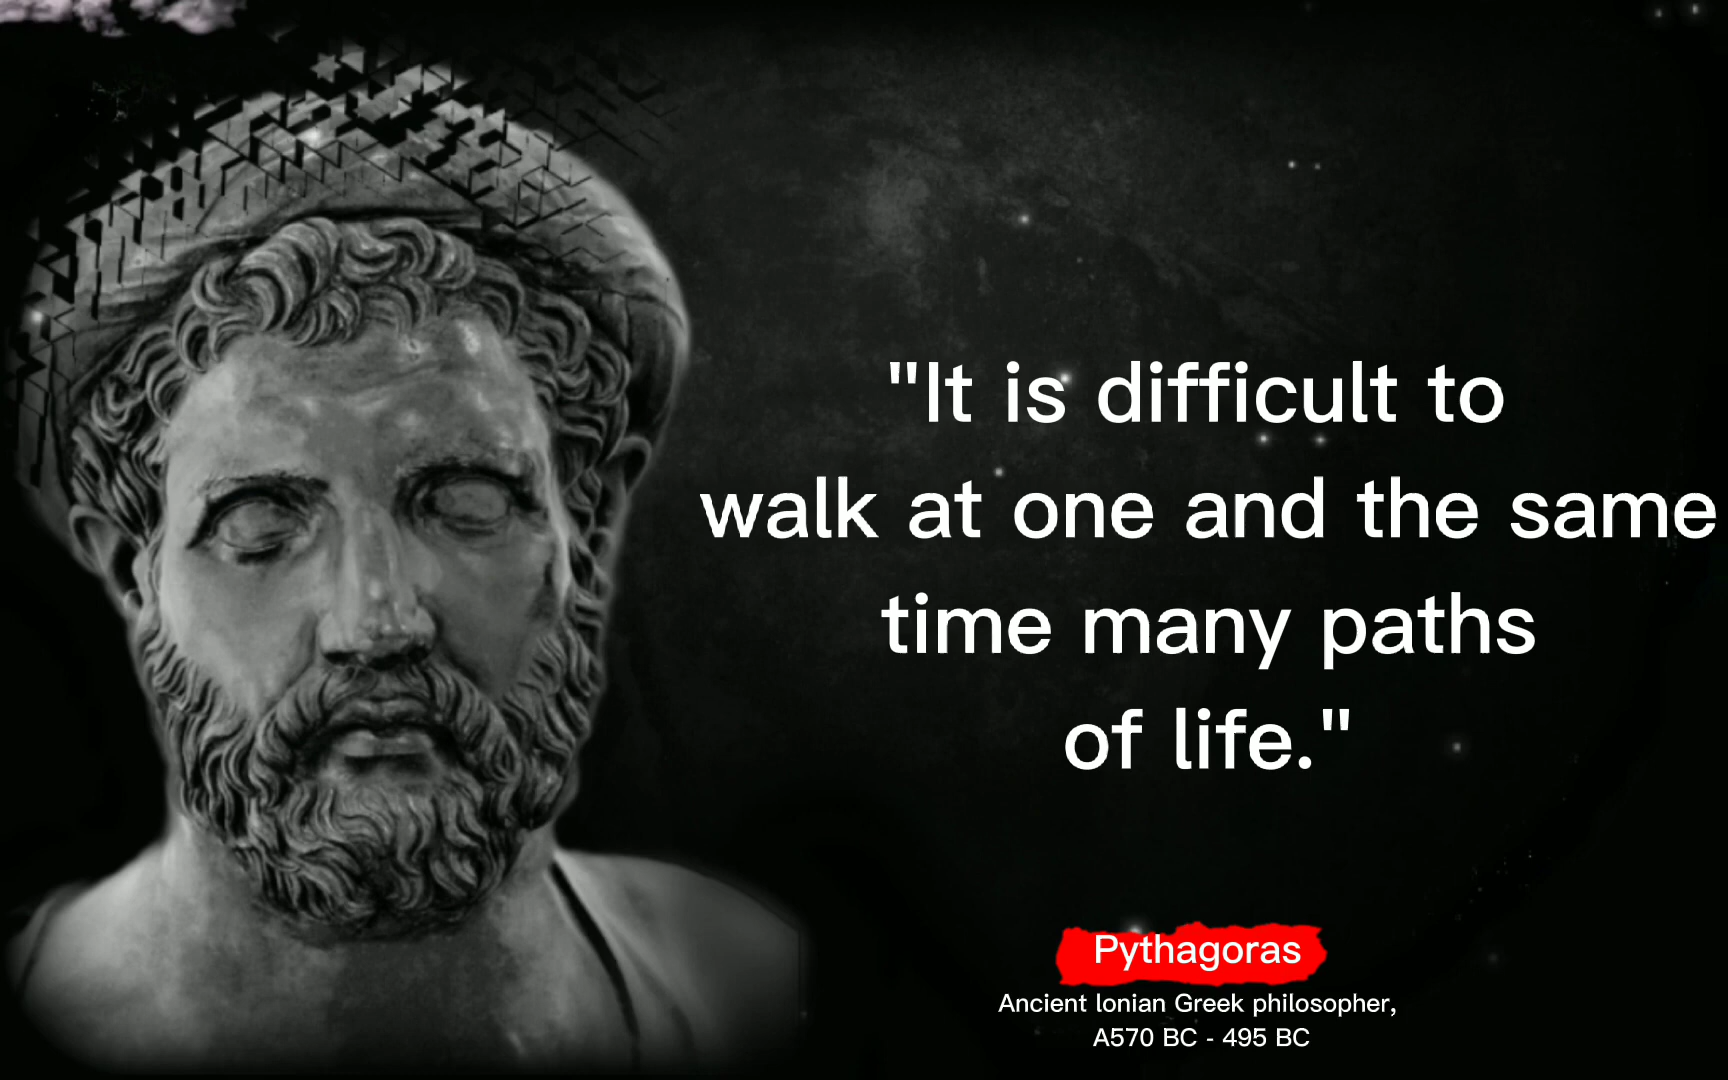 "It is difficult to
walk at one and the same
time many paths
of life."
Pythagoras
Ancient lonian Greek philosopher,
A570 BC - 495 BC